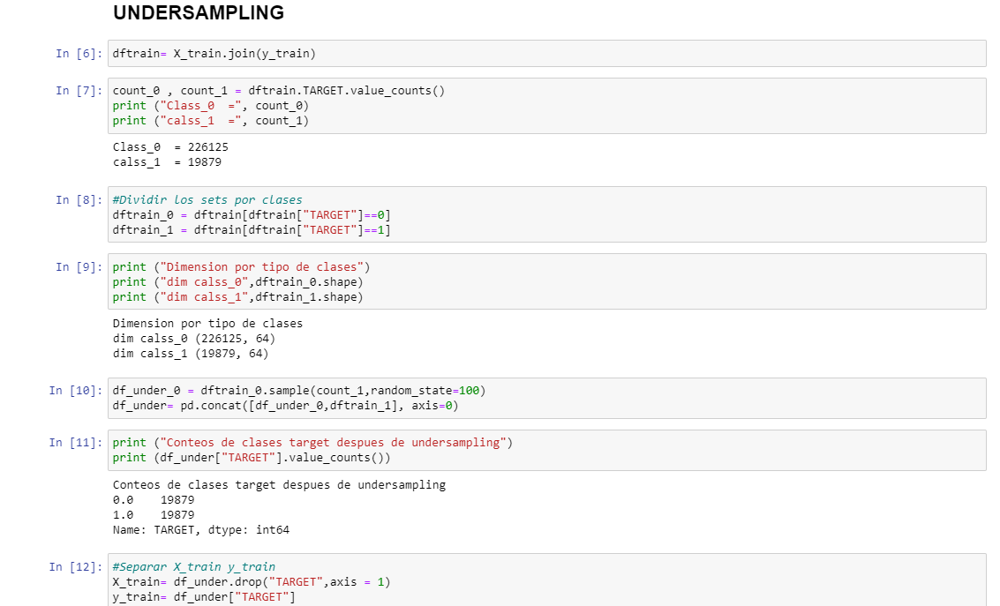 UNDERSAMPLING
In [6]: dftrain= X_train.join(y_train)
In [7]: count_0 , count_1 = dftrain.TARGET.value_counts()
print ("Class_0  =", count_0)
print ("calss_1  =", count_1)
Class_0  = 226125
calss_1  = 19879
In [8]: #Dividir los sets por clases
dftrain_0 = dftrain[dftrain["TARGET"]==0]
dftrain_1 = dftrain[dftrain["TARGET"]==1]
In [9]: print ("Dimension por tipo de clases")
print ("dim calss_0",dftrain_0.shape)
print ("dim calss_1",dftrain_1.shape)
Dimension por tipo de clases
dim calss_0 (226125, 64)
dim calss_1 (19879, 64)
In [10]: df_under_0 = dftrain_0.sample(count_1,random_state=100)
df_under= pd.concat([df_under_0,dftrain_1], axis=0)
In [11]: print ("Conteos de clases target despues de undersampling")
print (df_under["TARGET"].value_counts())
Conteos de clases target despues de undersampling
0.0    19879
1.0    19879
Name: TARGET, dtype: int64
In [12]: #Separar X_train y_train
X_train= df_under.drop("TARGET",axis = 1)
y_train= df_under["TARGET"]